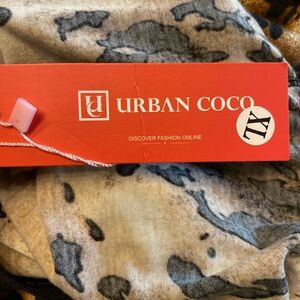 UC URBAN COCO
XL
DISCOVER FASHION ONLINE